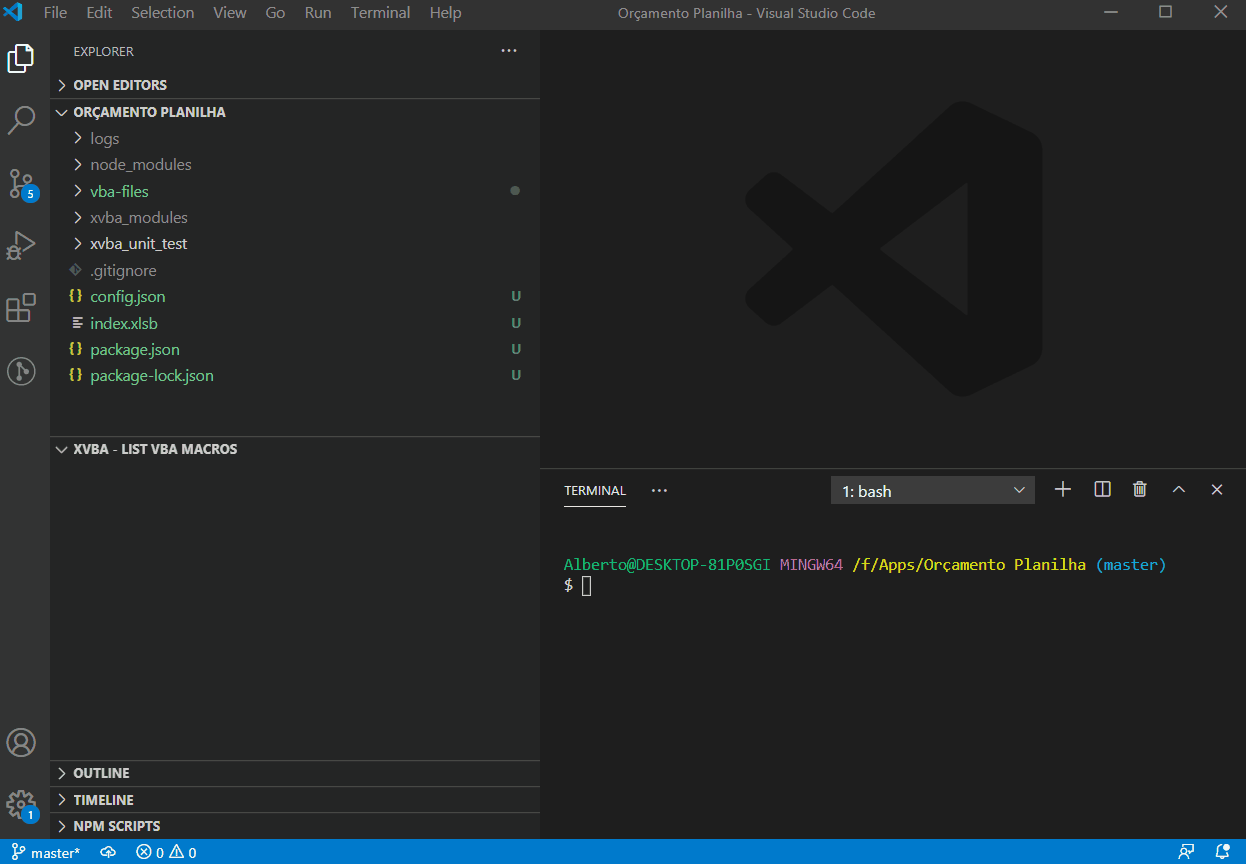 File Edit Selection View Go Run Terminal Help Orçamento Planilha - Visual Studio Code
EXPLORER
OPEN EDITORS
ORÇAMENTO PLANILHA
logs
node_modules
vba-files
xvba_modules
xvba_unit_test
.gitignore
config.json U
index.xlsb U
package.json U
package-lock.json U
5
XVBA - LIST VBA MACROS
TERMINAL
1: bash
Alberto@DESKTOP-81P0SGI MINGW64 /f/Apps/Orçamento Planilha (master)
$
OUTLINE
TIMELINE
NPM SCRIPTS
1
master* 0 0